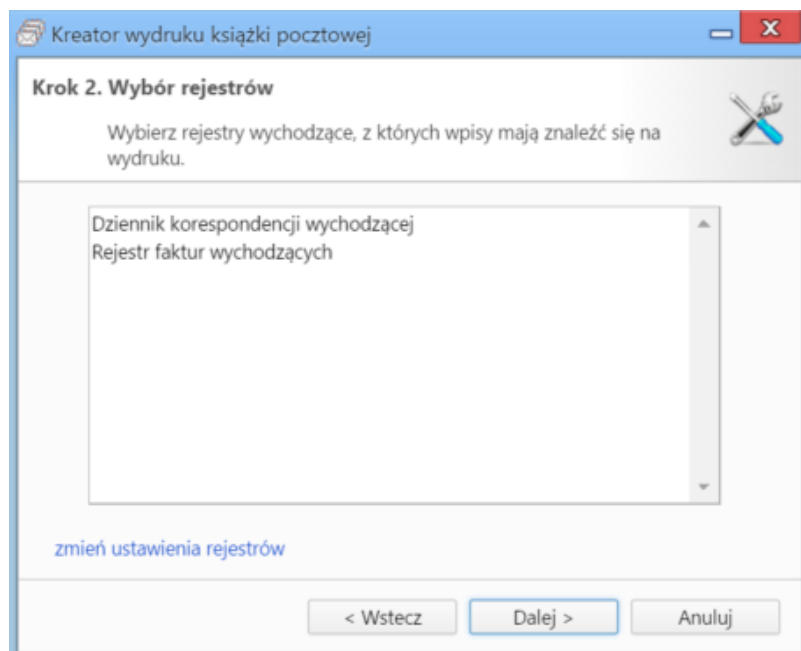 Kreator wydruku książki pocztowej
Krok 2. Wybór rejestrów
Wybierz rejestry wychodzące, z których wpisy mają znaleźć się na
wydruku.
Dziennik korespondencji wychodzącej
Rejestr faktur wychodzących
zmień ustawienia rejestrów
< Wstecz
Dalej >
Anuluj